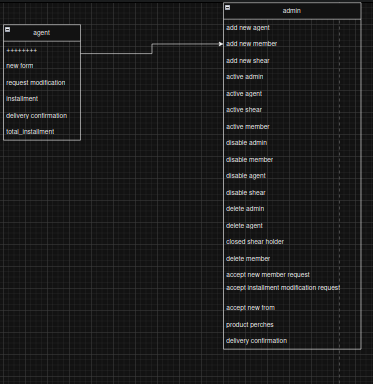 agent
++++++++
new form
request modification
installment
delivery confirmation
total_installment
admin
add new agent
add new member
add new shear
active admin
active agent
active shear
active member
disable admin
disable member
disable agent
disable shear
delete admin
delete agent
closed shear holder
delete member
accept new member request
accept installment modification request
accept new from
product perches
delivery confirmation